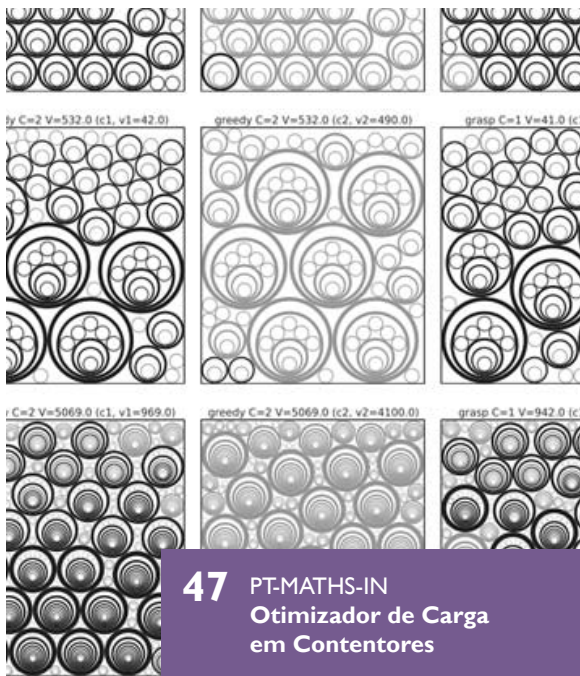 dy C=2 V=532.0 (c1, v1=42.0) greedy C=2 V=532.0 (c2, v2=490.0) grasp C=1 V=41.0 (c1
y C=2 V=5069.0 (c1, v1=969.0) greedy C=2 V=5069.0 (c2, v2=4100.0) grasp C=1 V=942.0 (c
47 PT-MATHS-IN
Otimizador de Carga
em Contentores